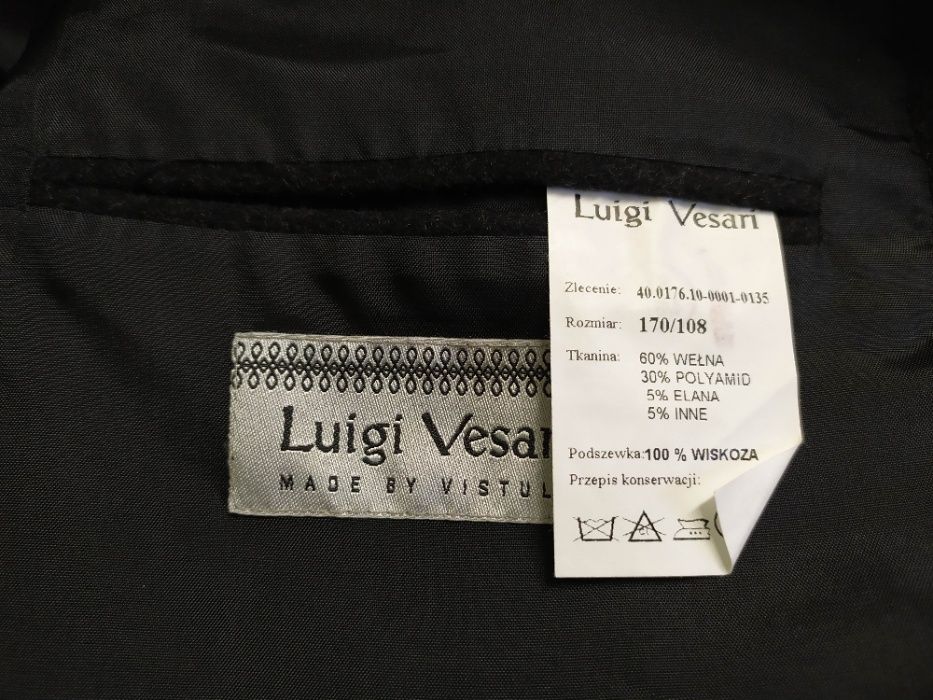 Luigi Vesari
Zlecenie: 40.0176.10-0001-0135
Rozmiar: 170/108
Tkanina: 60% WEŁNA
30% POLYAMID
5% ELANA
5% INNE
Podszewka: 100 % WISKOZA
Przepis konserwacji:
Luigi Vesari
MADE BY VISTUL